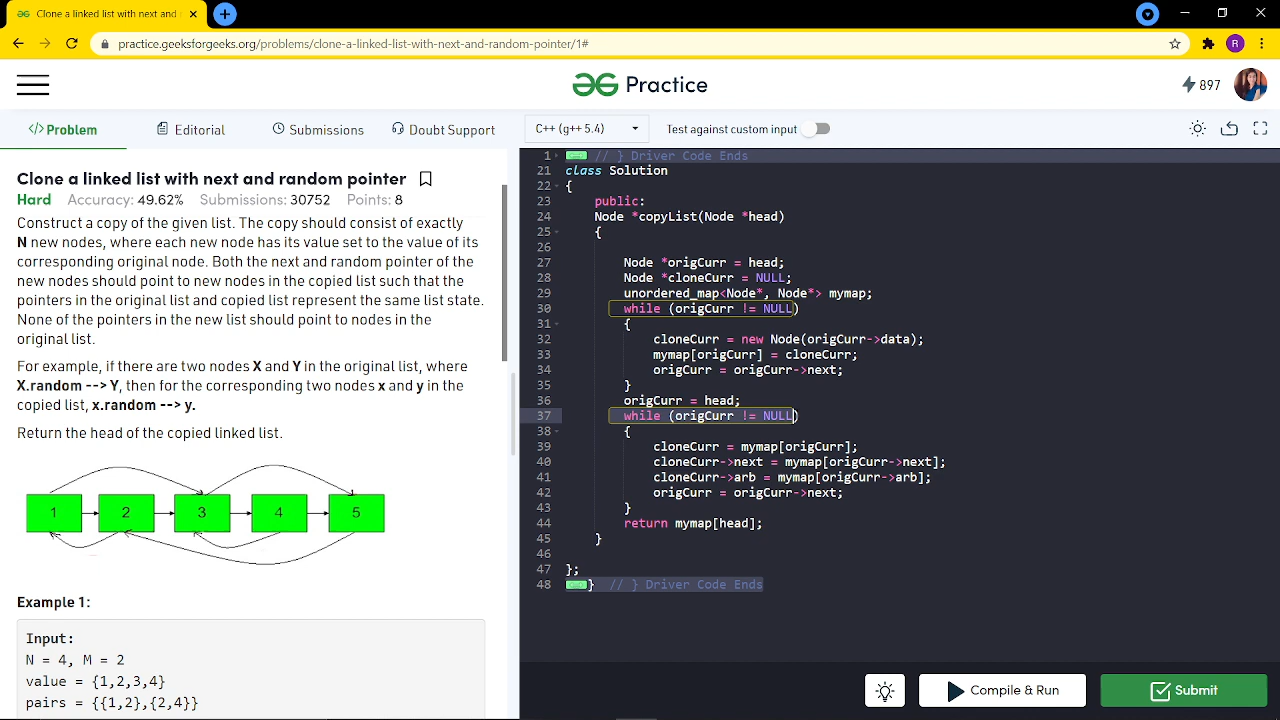 Clone a linked list with next and
practice.geeksforgeeks.org/problems/clone-a-linked-list-with-next-and-random-pointer/1#
R
Practice
897
</> Problem
Editorial
Submissions
Doubt Support
C++ (g++ 5.4)
Test against custom input
Clone a linked list with next and random pointer
Hard Accuracy: 49.62% Submissions: 30752 Points: 8
Construct a copy of the given list. The copy should consist of exactly
N new nodes, where each new node has its value set to the value of its
corresponding original node. Both the next and random pointer of the
new nodes should point to new nodes in the copied list such that the
pointers in the original list and copied list represent the same list state.
None of the pointers in the new list should point to nodes in the
original list.
For example, if there are two nodes X and Y in the original list, where
X.random --> Y, then for the corresponding two nodes x and y in the
copied list, x.random --> y.
Return the head of the copied linked list.
1 2 3 4 5
Example 1:
Input:
N = 4, M = 2
value = {1,2,3,4}
pairs = {{1,2},{2,4}}
1 // } Driver Code Ends
21 class Solution
22 {
23 public:
24 Node *copyList(Node *head)
25 {
26
27 Node *origCurr = head;
28 Node *cloneCurr = NULL;
29 unordered_map<Node*, Node*> mymap;
30 while (origCurr != NULL)
31 {
32 cloneCurr = new Node(origCurr->data);
33 mymap[origCurr] = cloneCurr;
34 origCurr = origCurr->next;
35 }
36 origCurr = head;
37 while (origCurr != NULL)
38 {
39 cloneCurr = mymap[origCurr];
40 cloneCurr->next = mymap[origCurr->next];
41 cloneCurr->arb = mymap[origCurr->arb];
42 origCurr = origCurr->next;
43 }
44 return mymap[head];
45 }
46
47 };
48 } // } Driver Code Ends
Compile & Run
Submit